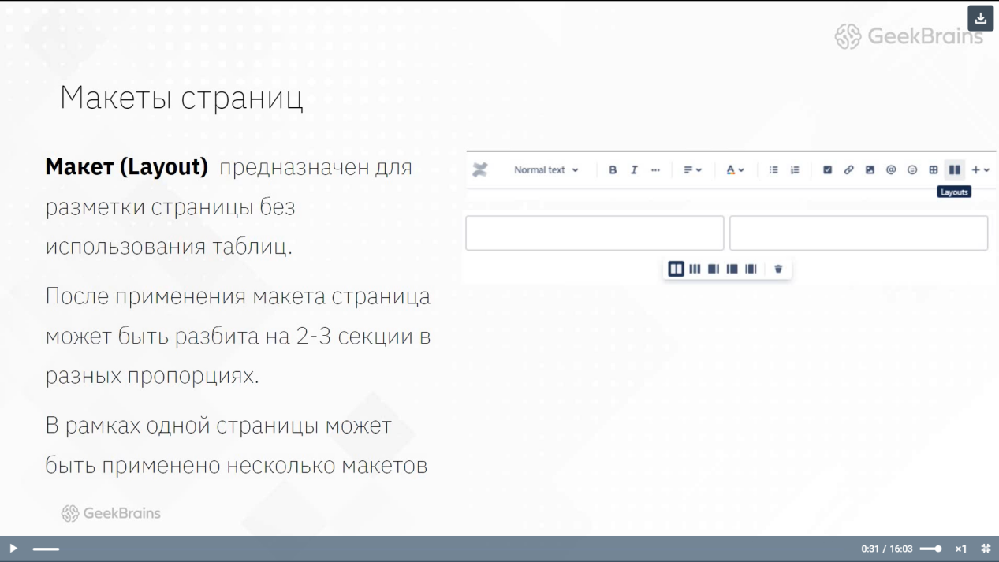 GeekBrains
Макеты страниц
Макет (Layout) предназначен для
разметки страницы без
использования таблиц.
После применения макета страница
может быть разбита на 2-3 секции в
разных пропорциях.
В рамках одной страницы может
быть применено несколько макетов
Normal text B I ... A @
Layouts
GeekBrains
0:31 / 16:03 ×1